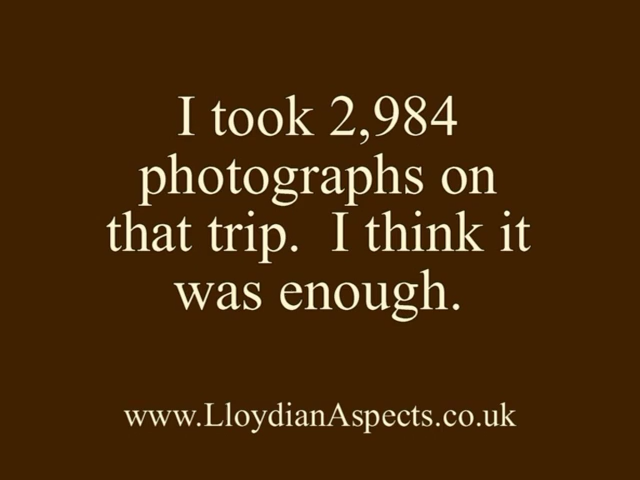 I took 2,984
photographs on
that trip.  I think it
was enough.
www.LloydianAspects.co.uk